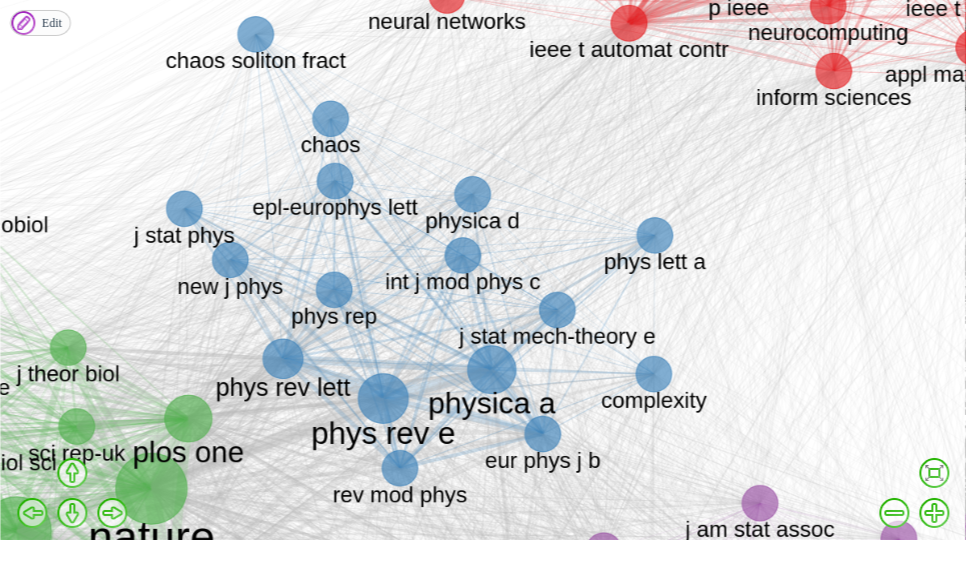 Edit
neural networks
p ieee
ieee t
ieee t automat contr
neurocomputing
chaos soliton fract
appl ma
inform sciences
chaos
epl-europhys lett
physica d
obiol
j stat phys
phys lett a
new j phys
int j mod phys c
phys rep
j stat mech-theory e
j theor biol
e
phys rev lett
physica a
complexity
phys rev e
sci rep-uk
plos one
iol sci
eur phys j b
rev mod phys
j am stat assoc
nature